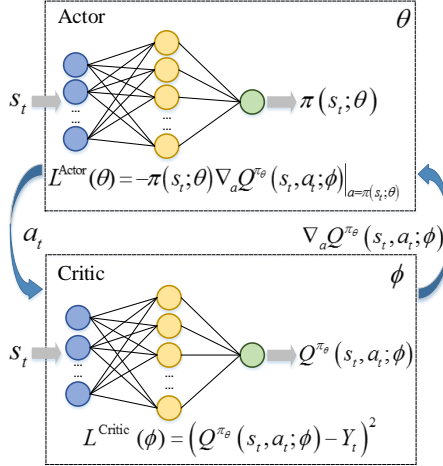 Actor θ
s_t ... ... π(s_t;θ)
L^Actor(θ) = −π(s_t;θ)∇_a Q^{π_θ}(s_t,a_t;ϕ)|_{a=π(s_t;θ)}
a_t ∇_a Q^{π_θ}(s_t,a_t;ϕ)
Critic ϕ
s_t ... ... Q^{π_θ}(s_t,a_t;ϕ)
L^Critic(ϕ) = (Q^{π_θ}(s_t,a_t;ϕ) − Y_t)^2